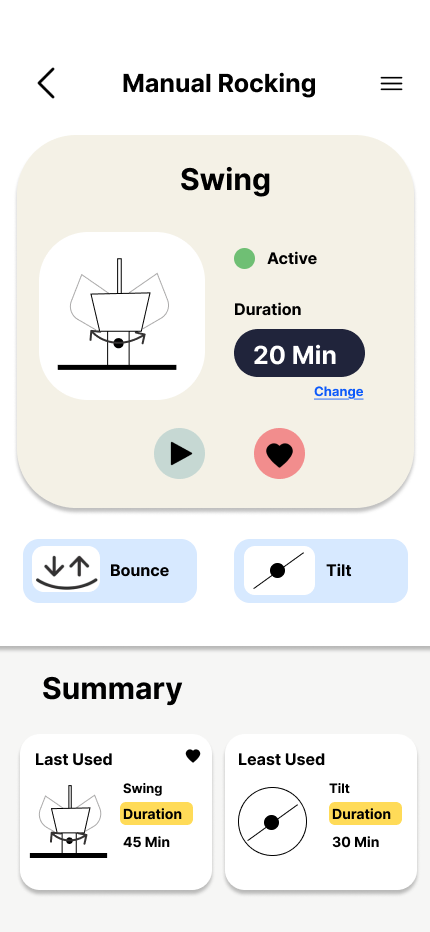 Manual Rocking
Swing
Active
Duration
20 Min
Change
Bounce
Tilt
Summary
Last Used
Swing
Duration
45 Min
Least Used
Tilt
Duration
30 Min